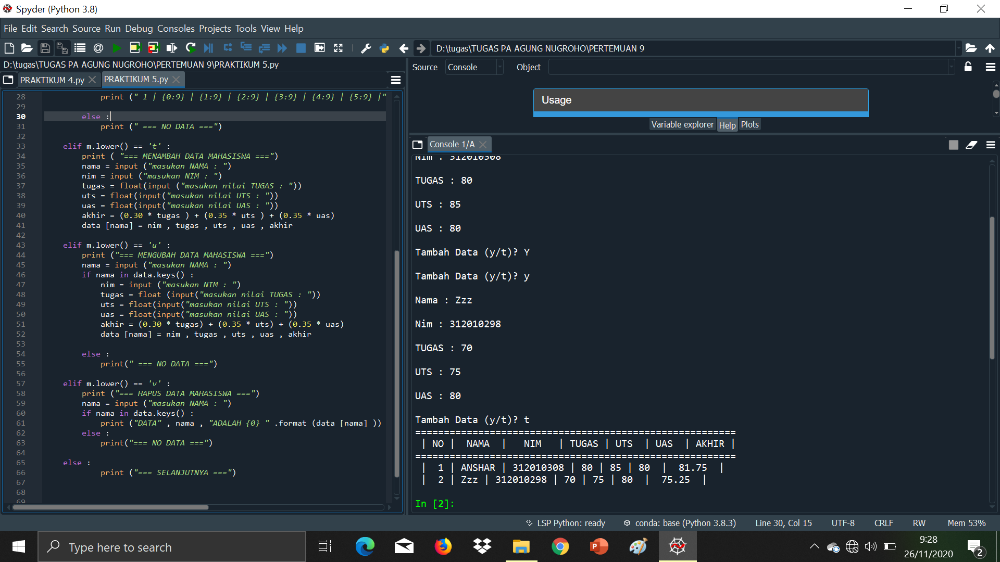 Spyder (Python 3.8)
File Edit Search Source Run Debug Consoles Projects Tools View Help
D:\tugas\TUGAS PA AGUNG NUGROHO\PERTEMUAN 9
D:\tugas\TUGAS PA AGUNG NUGROHO\PERTEMUAN 9\PRAKTIKUM 5.py
PRAKTIKUM 4.py
PRAKTIKUM 5.py
28 print (" 1 | {0:9} | {1:9} | {2:9} | {3:9} | {4:9} | {5:9} |"
29
30 else :
31 print (" === NO DATA ===")
32
33 elif m.lower() == 't' :
34 print ( "=== MENAMBAH DATA MAHASISWA ===")
35 nama = input ("masukan NAMA : ")
36 nim = input ("masukan NIM : ")
37 tugas = float(input ("masukan nilai TUGAS : "))
38 uts = float(input("masukan nilai UTS : "))
39 uas = float(input("masukan nilai UAS : "))
40 akhir = (0.30 * tugas ) + (0.35 * uts ) + (0.35 * uas)
41 data [nama] = nim , tugas , uts , uas , akhir
42
43 elif m.lower() == 'u' :
44 print ("=== MENGUBAH DATA MAHASISWA ===")
45 nama = input ("masukan NAMA : ")
46 if nama in data.keys() :
47 nim = input ("masukan NIM : ")
48 tugas = float (input("masukan nilai TUGAS : "))
49 uts = float(input("masukan nilai UTS : "))
50 uas = float(input("masukan nilai UAS : "))
51 akhir = (0.30 * tugas) + (0.35 * uts) + (0.35 * uas)
52 data [nama] = nim , tugas , uts , uas , akhir
53
54 else :
55 print(" === NO DATA ===")
56
57 elif m.lower() == 'v' :
58 print ("=== HAPUS DATA MAHASISWA ===")
59 nama = input ("masukan NAMA : ")
60 if nama in data.keys() :
61 print ("DATA" , nama , "ADALAH {0} " .format (data [nama] ))
62 else :
63 print("=== NO DATA ===")
64
65 else :
66 print ("=== SELANJUTNYA ===")
67
68
69
Source Console Object
Usage
Variable explorer Help Plots
Console 1/A
Nim : 312010308
TUGAS : 80
UTS : 85
UAS : 80
Tambah Data (y/t)? Y
Tambah Data (y/t)? y
Nama : Zzz
Nim : 312010298
TUGAS : 70
UTS : 75
UAS : 80
Tambah Data (y/t)? t
========================================================
| NO | NAMA | NIM | TUGAS | UTS | UAS | AKHIR |
========================================================
| 1 | ANSHAR | 312010308 | 80 | 85 | 80 | 81.75 |
| 2 | Zzz | 312010298 | 70 | 75 | 80 | 75.25 |
In [2]:
LSP Python: ready conda: base (Python 3.8.3) Line 30, Col 15 UTF-8 CRLF RW Mem 53%
Type here to search
9:28
26/11/2020
2